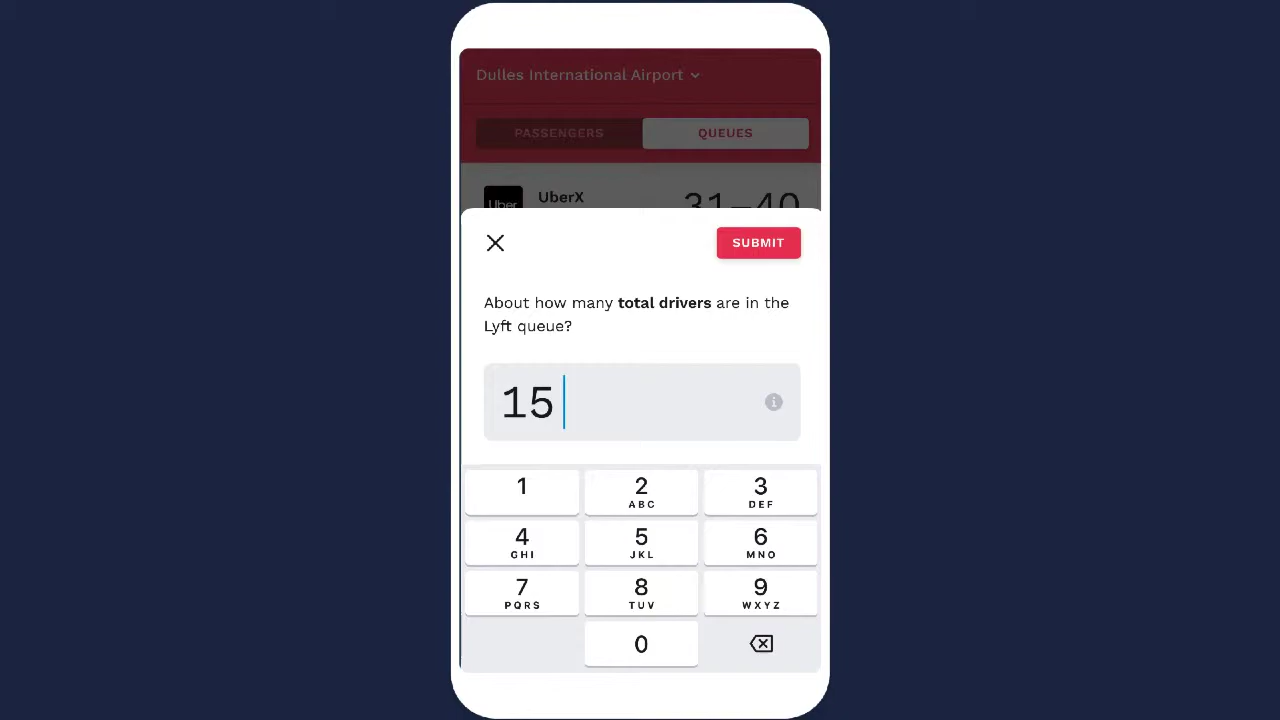 Dulles International Airport
PASSENGERS
QUEUES
Uber
UberX
31–40
SUBMIT
About how many total drivers are in the
Lyft queue?
15
1
2
ABC
3
DEF
4
GHI
5
JKL
6
MNO
7
PQRS
8
TUV
9
WXYZ
0